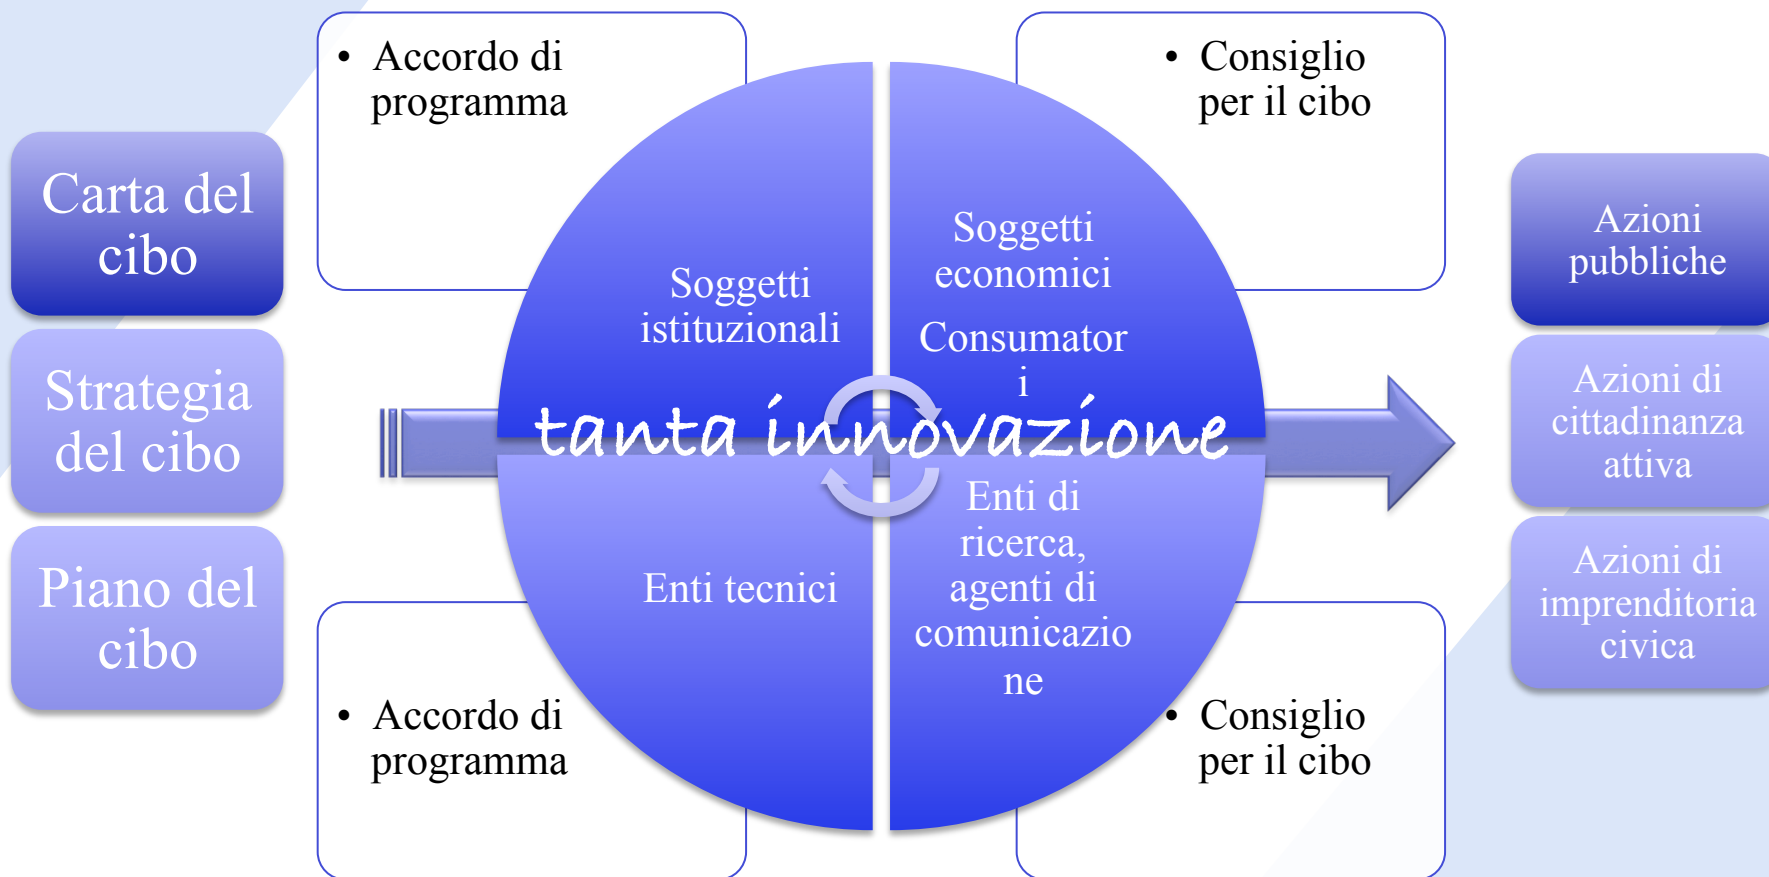 Carta del
cibo
Strategia
del cibo
Piano del
cibo
• Accordo di
programma
• Consiglio
per il cibo
Soggetti
istituzionali
Soggetti
economici
Consumator
i
tanta innovazione
Enti tecnici
Enti di
ricerca,
agenti di
comunicazio
ne
• Accordo di
programma
• Consiglio
per il cibo
Azioni
pubbliche
Azioni di
cittadinanza
attiva
Azioni di
imprenditoria
civica